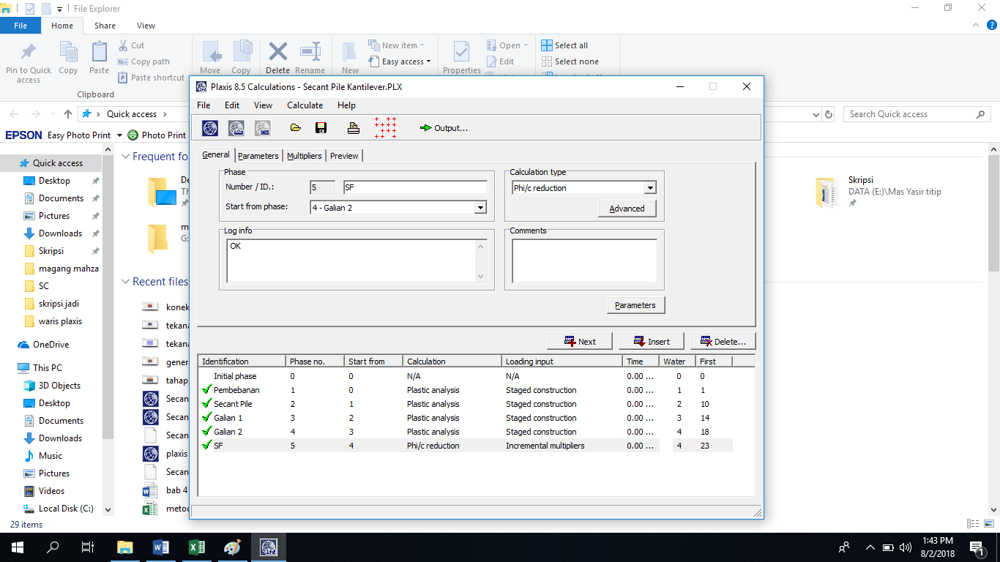 File Explorer
File Home Share View
Pin to Quick access
Copy
Paste
Cut
Copy path
Paste shortcut
Clipboard
Move
Copy
Delete
Rename
New
New item
Easy access
Properties
Open
Edit
Select all
Select none
Quick access
Search Quick access
EPSON Easy Photo Print Photo Print
Quick access
Desktop
Documents
Pictures
Downloads
Skripsi
magang mahza
SC
skripsi jadi
waris plaxis
OneDrive
This PC
3D Objects
Desktop
Documents
Downloads
Music
Pictures
Videos
Local Disk (C:)
29 items
Frequent fo
De
Th
m
G:
Recent files
konek
tekana
tekana
gener
tahap
Secan
Secan
Secan
plaxis
Secan
bab 4
metod
Skripsi
DATA (E:)\Mas Yasir titip
Plaxis 8.5 Calculations - Secant Pile Kantilever.PLX
File Edit View Calculate Help
Output...
General Parameters Multipliers Preview
Phase
Number / ID.: 5 SF
Start from phase: 4 - Galian 2
Calculation type
Phi/c reduction
Advanced
Log info
OK
Comments
Parameters
Next Insert Delete...
Identification Phase no. Start from Calculation Loading input Time Water First
Initial phase 0 0 N/A N/A 0.00 ... 0 0
Pembebanan 1 0 Plastic analysis Staged construction 0.00 ... 1 1
Secant Pile 2 1 Plastic analysis Staged construction 0.00 ... 2 10
Galian 1 3 2 Plastic analysis Staged construction 0.00 ... 3 14
Galian 2 4 3 Plastic analysis Staged construction 0.00 ... 4 18
SF 5 4 Phi/c reduction Incremental multipliers 0.00 ... 4 23
1:43 PM
8/2/2018
1